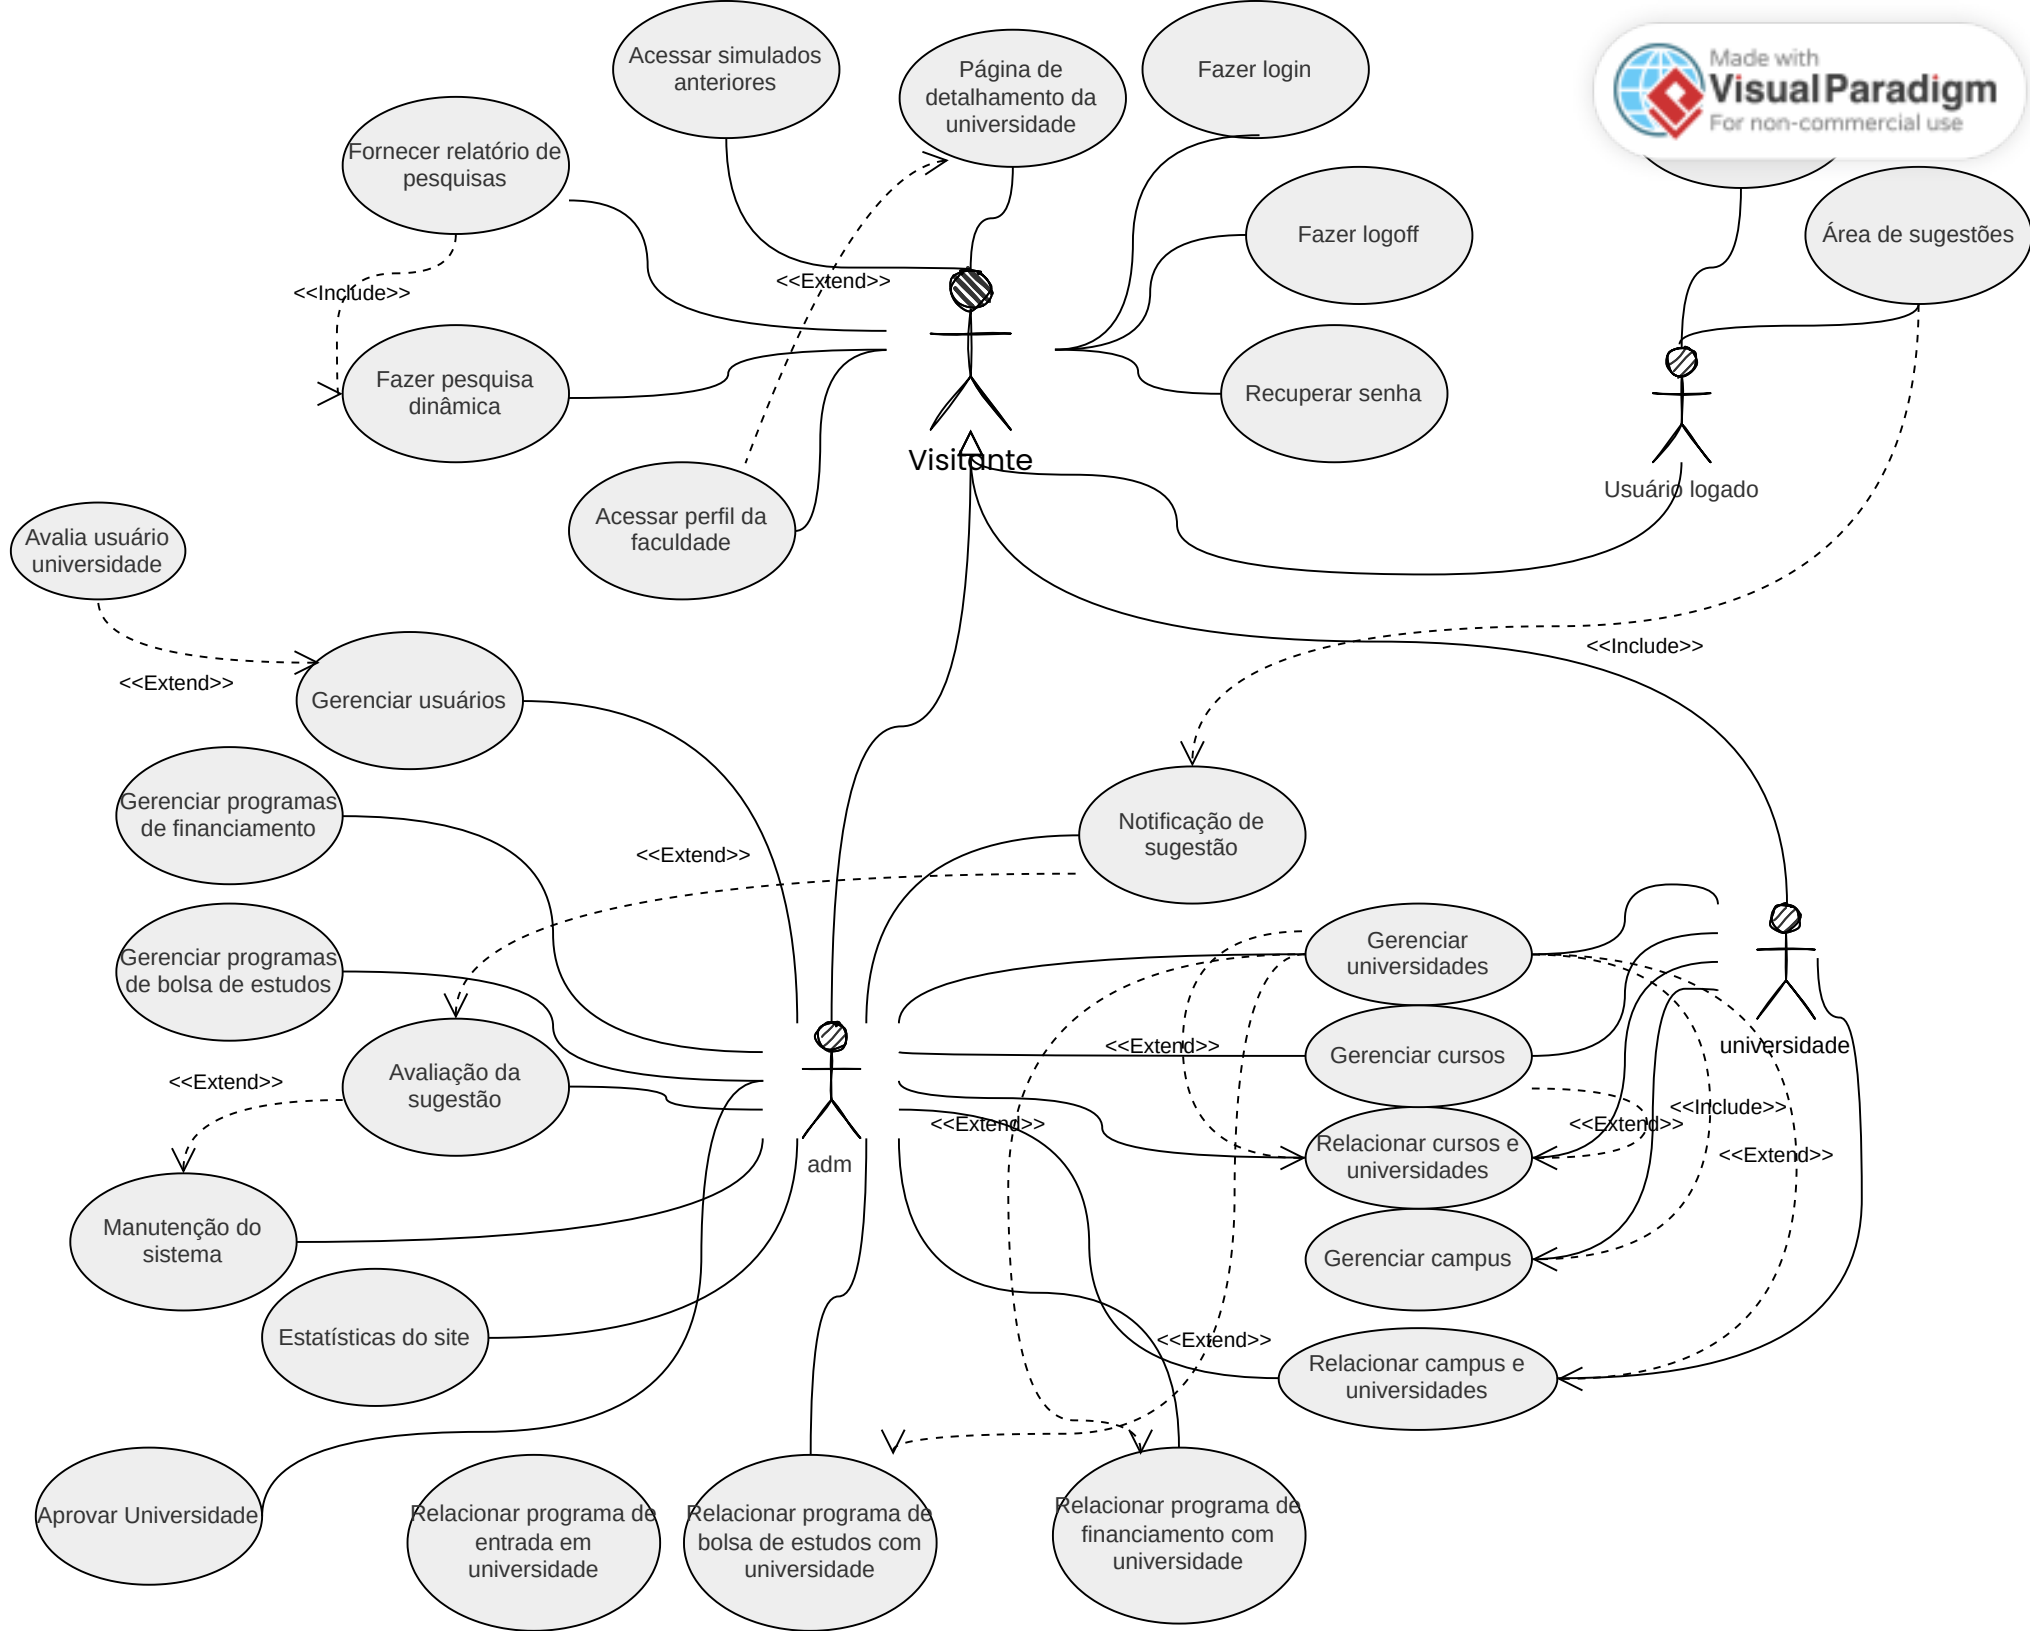 Acessar simulados
anteriores
Página de
detalhamento da
universidade
Fazer login
Made with
Visual Paradigm
For non-commercial use
Fornecer relatório de
pesquisas
Fazer logoff
Área de sugestões
<<Extend>>
<<Include>>
Fazer pesquisa
dinâmica
Recuperar senha
Visitante
Usuário logado
Acessar perfil da
faculdade
Avalia usuário
universidade
<<Include>>
<<Extend>>
Gerenciar usuários
Gerenciar programas
de financiamento
Notificação de
sugestão
<<Extend>>
Gerenciar programas
de bolsa de estudos
Gerenciar
universidades
universidade
<<Extend>>
Gerenciar cursos
Avaliação da
sugestão
<<Extend>>
<<Include>>
<<Extend>>
<<Extend>>
Relacionar cursos e
universidades
<<Extend>>
adm
Manutenção do
sistema
Gerenciar campus
Estatísticas do site
<<Extend>>
Relacionar campus e
universidades
Aprovar Universidade
Relacionar programa de
entrada em
universidade
Relacionar programa de
bolsa de estudos com
universidade
Relacionar programa de
financiamento com
universidade